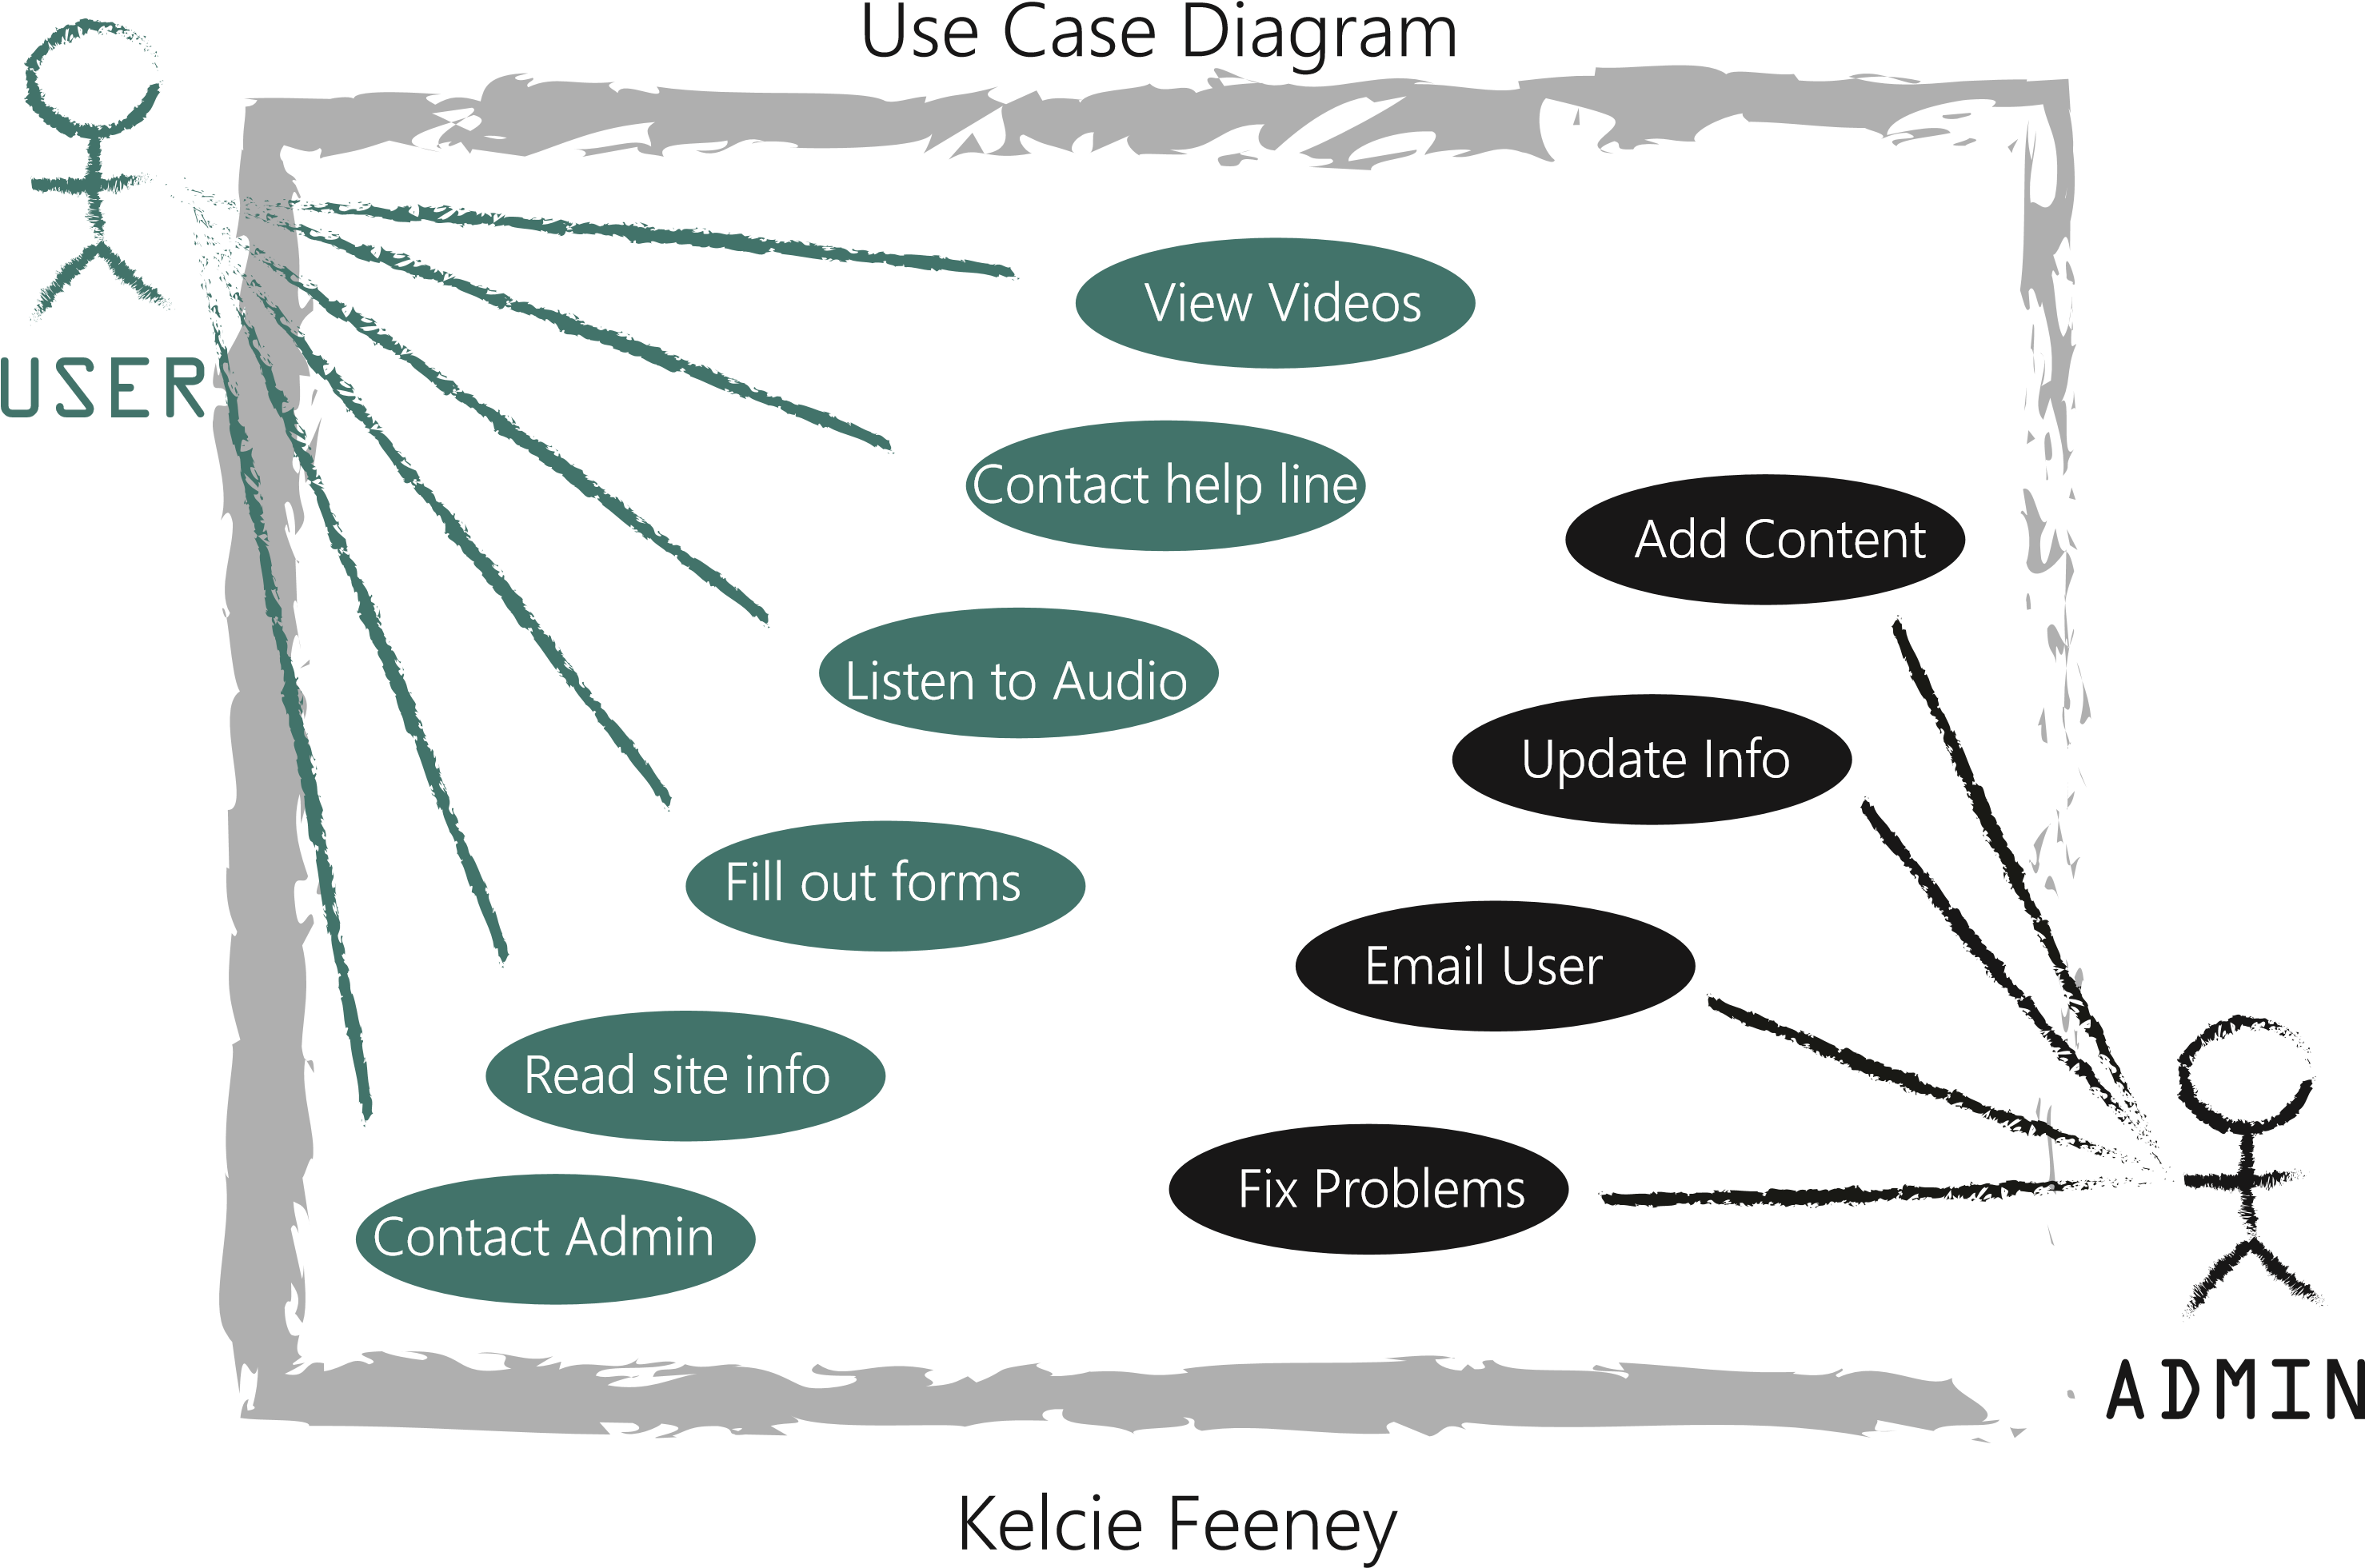 Use Case Diagram
USER
View Videos
Contact help line
Add Content
Listen to Audio
Update Info
Fill out forms
Email User
Read site info
Fix Problems
Contact Admin
ADMIN
Kelcie Feeney